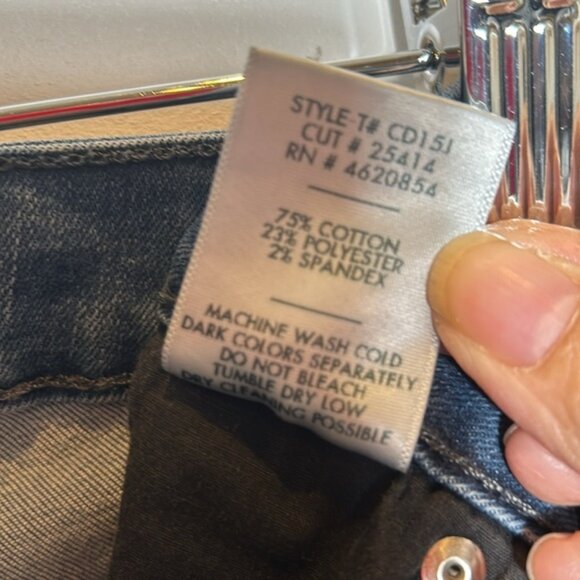 STYLE-T# CD15J
CUT # 25414
RN # 4620854
75% COTTON
23% POLYESTER
2% SPANDEX
MACHINE WASH COLD
DARK COLORS SEPARATELY
DO NOT BLEACH
TUMBLE DRY LOW
DRY CLEANING POSSIBLE